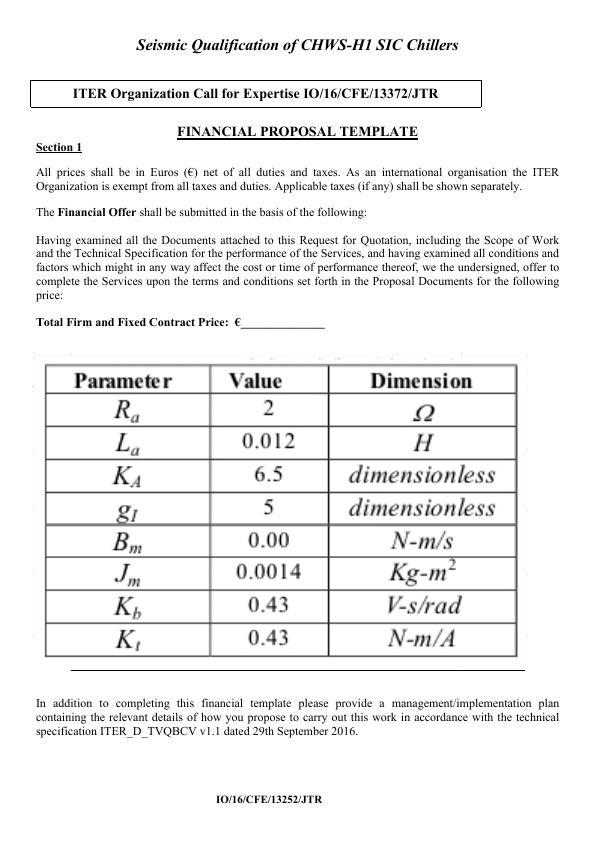 Seismic Qualification of CHWS-H1 SIC Chillers
ITER Organization Call for Expertise IO/16/CFE/13372/JTR
FINANCIAL PROPOSAL TEMPLATE
Section 1
All prices shall be in Euros (€) net of all duties and taxes. As an international organisation the ITER
Organization is exempt from all taxes and duties. Applicable taxes (if any) shall be shown separately.
The Financial Offer shall be submitted in the basis of the following:
Having examined all the Documents attached to this Request for Quotation, including the Scope of Work
and the Technical Specification for the performance of the Services, and having examined all conditions and
factors which might in any way affect the cost or time of performance thereof, we the undersigned, offer to
complete the Services upon the terms and conditions set forth in the Proposal Documents for the following
price:
Total Firm and Fixed Contract Price: €______________
Parameter Value Dimension
R_a 2 Ω
L_a 0.012 H
K_A 6.5 dimensionless
g_I 5 dimensionless
B_m 0.00 N-m/s
J_m 0.0014 Kg-m²
K_b 0.43 V-s/rad
K_t 0.43 N-m/A
In addition to completing this financial template please provide a management/implementation plan
containing the relevant details of how you propose to carry out this work in accordance with the technical
specification ITER_D_TVQBCV v1.1 dated 29th September 2016.
IO/16/CFE/13252/JTR